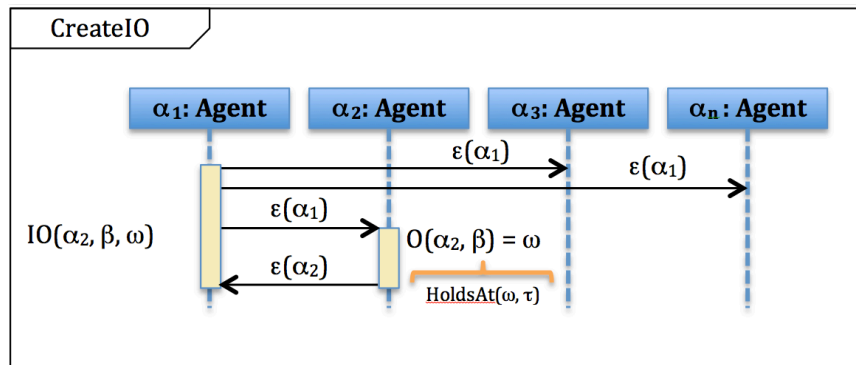 CreateIO
α1: Agent
α2: Agent
α3: Agent
αn: Agent
ε(α1)
ε(α1)
ε(α1)
IO(α2, β, ω)
O(α2, β) = ω
ε(α2)
HoldsAt(ω, τ)